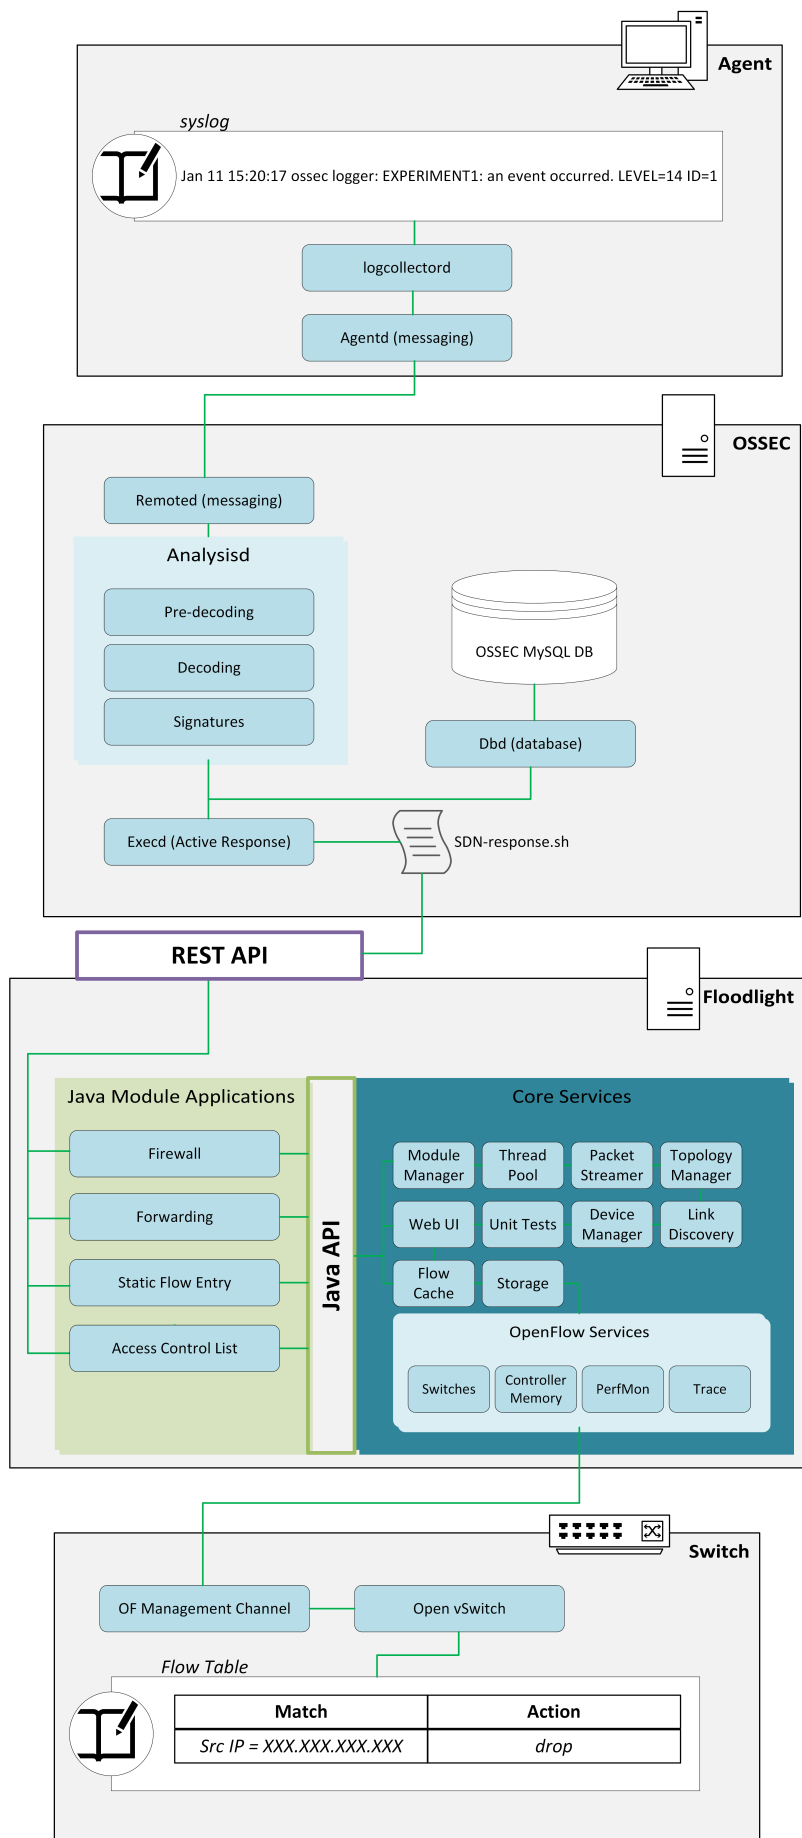 Agent
syslog
Jan 11 15:20:17 ossec logger: EXPERIMENT1: an event occurred. LEVEL=14 ID=1
logcollectord
Agentd (messaging)
OSSEC
Remoted (messaging)
Analysisd
Pre-decoding
Decoding
Signatures
OSSEC MySQL DB
Dbd (database)
Execd (Active Response)
SDN-response.sh
REST API
Floodlight
Java Module Applications
Firewall
Forwarding
Static Flow Entry
Access Control List
Java API
Core Services
Module
Manager
Thread
Pool
Packet
Streamer
Topology
Manager
Web UI
Unit Tests
Device
Manager
Link
Discovery
Flow
Cache
Storage
OpenFlow Services
Switches
Controller
Memory
PerfMon
Trace
Switch
OF Management Channel
Open vSwitch
Flow Table
Match
Action
Src IP = XXX.XXX.XXX.XXX
drop